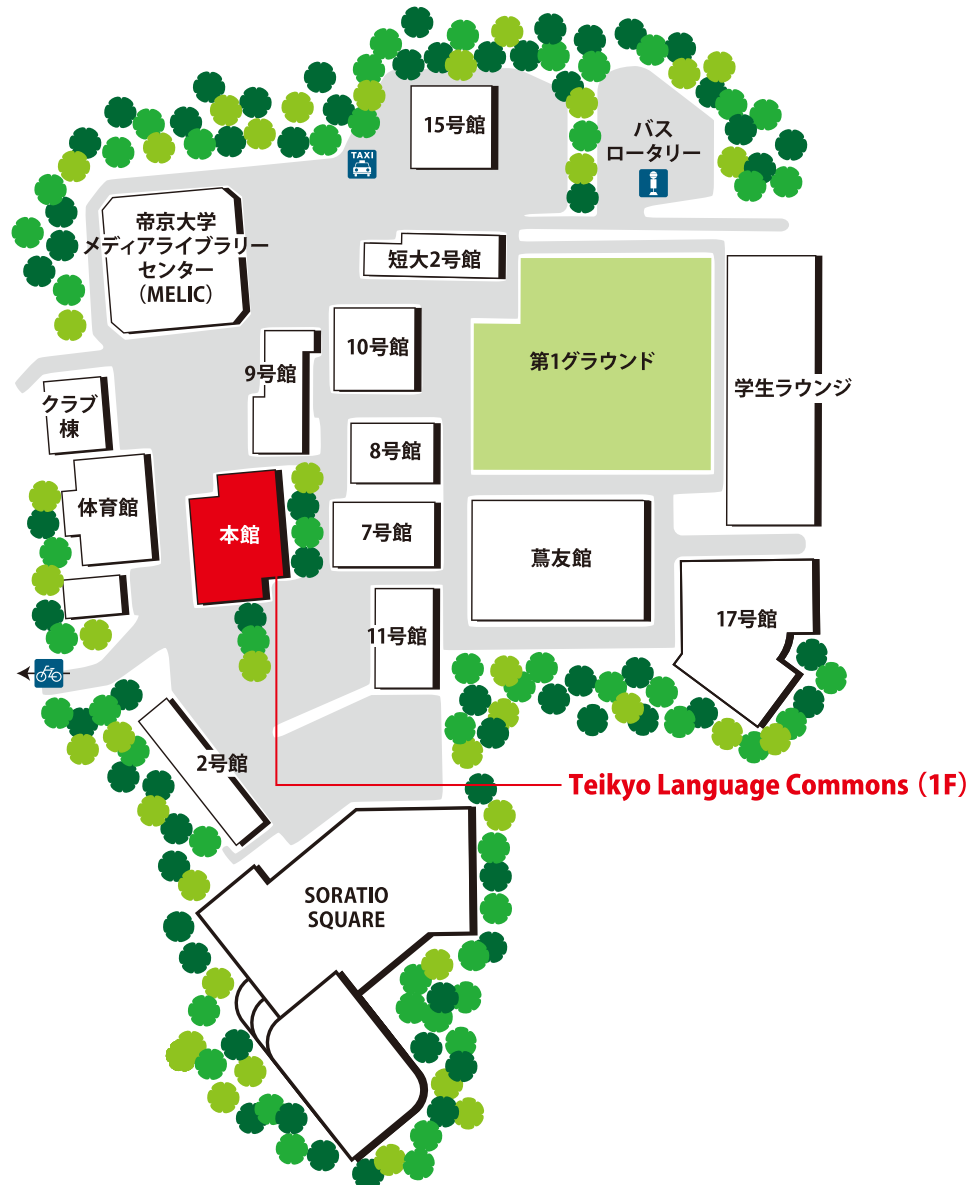 15号館
バス
ロータリー
TAXI
帝京大学
メディアライブラリー
センター
（MELIC）
短大2号館
10号館
9号館
第1グラウンド
学生ラウンジ
クラブ
棟
8号館
体育館
本館
7号館
蔦友館
11号館
17号館
2号館
Teikyo Language Commons（1F）
SORATIO
SQUARE